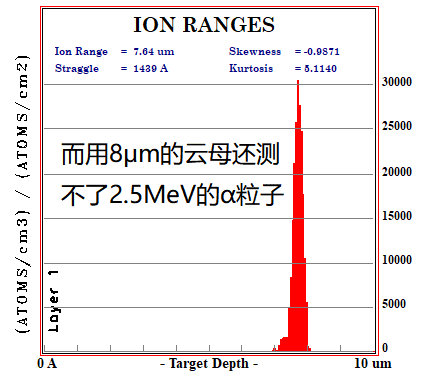 ION RANGES
Ion Range = 7.64 um Skewness = -0.9871
Straggle = 1439 A Kurtosis = 5.1140
(ATOMS/cm3) / (ATOMS/cm2)
30000
25000
20000
15000
10000
5000
0
而用8μm的云母还测
不了2.5MeV的α粒子
Layer 1
0 A - Target Depth - 10 um